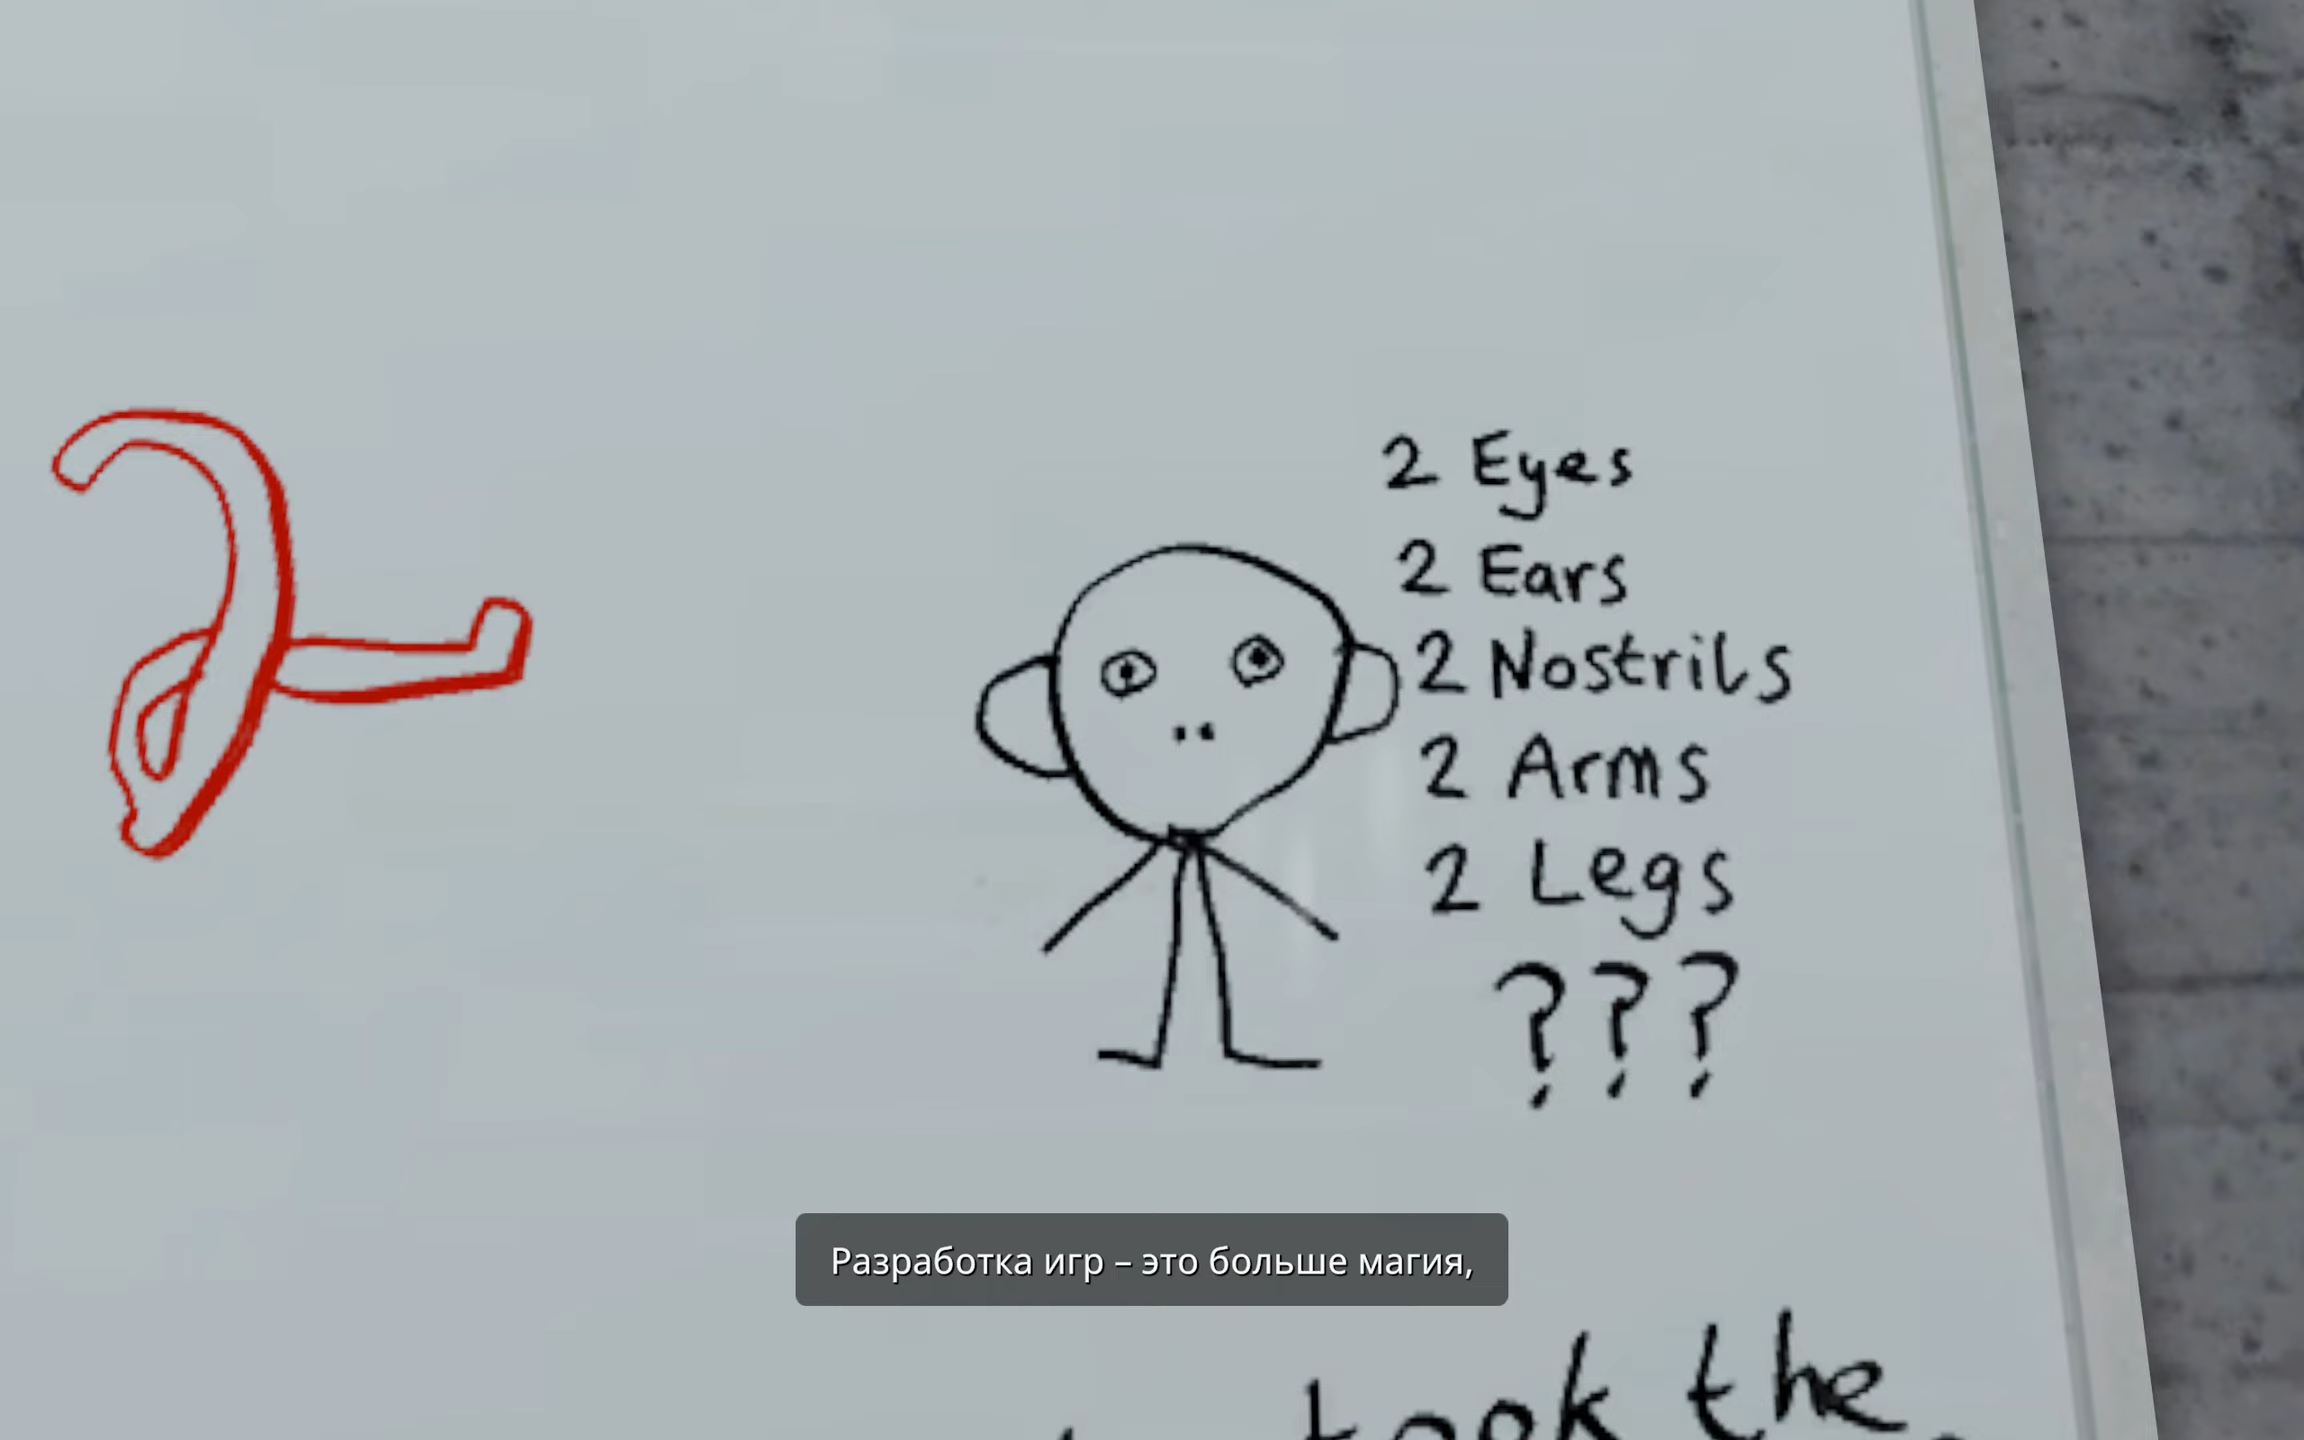 2 Eyes
2 Ears
2 Nostrils
2 Arms
2 Legs
???
Разработка игр – это больше магия,
took the